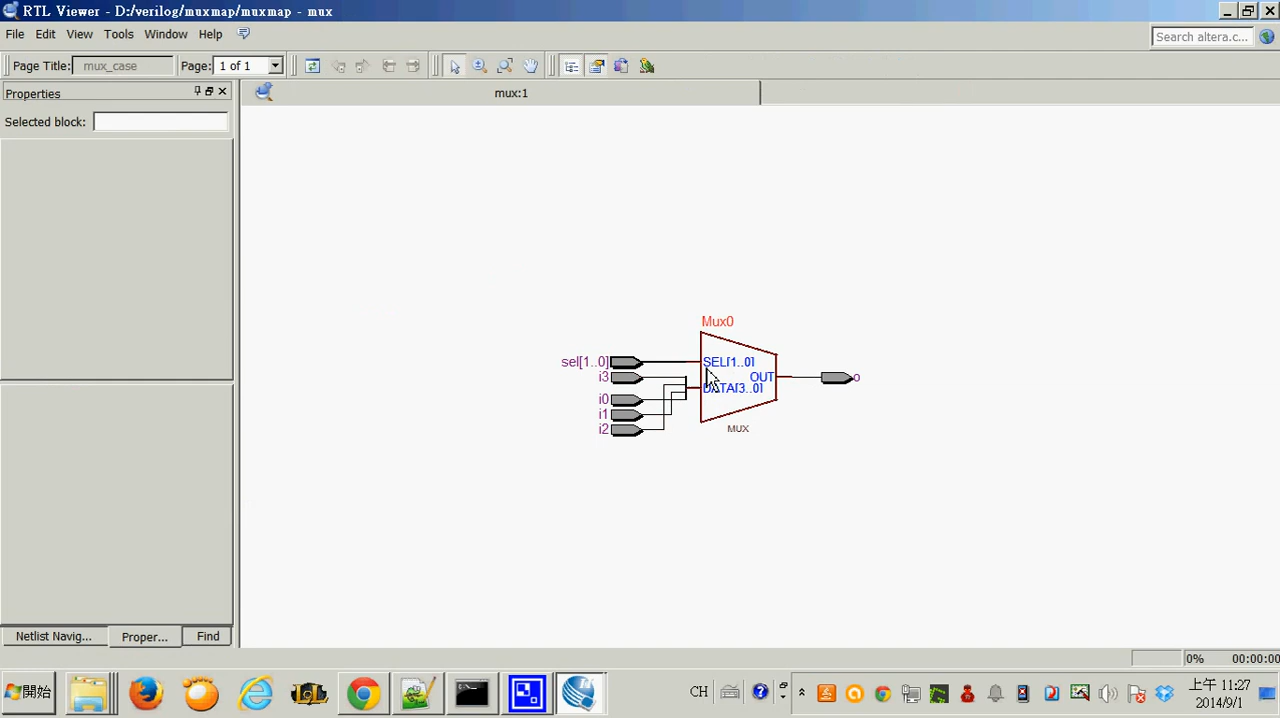 RTL Viewer - D:/verilog/muxmap/muxmap - mux
File Edit View Tools Window Help
Search altera.c...
Page Title: mux_case Page: 1 of 1
Properties
mux:1
Selected block:
Mux0
sel[1..0]
SEL[1..0]
i3
OUT
o
DATA[3..0]
i0
i1
i2
MUX
Netlist Navig... Proper... Find
0% 00:00:00
開始
CH
上午 11:27
2014/9/1